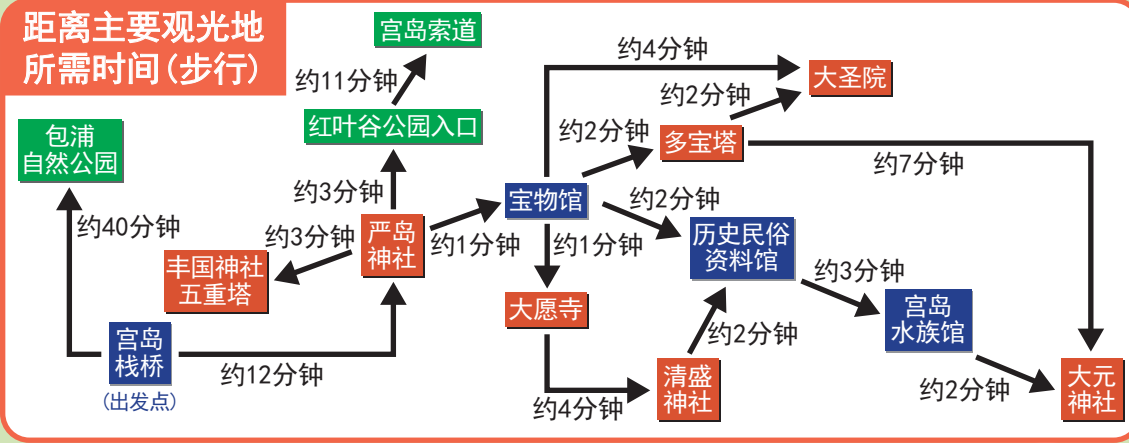 距离主要观光地
所需时间(步行)
宫岛索道
约11分钟
红叶谷公园入口
约4分钟
大圣院
约2分钟
多宝塔
约2分钟
约7分钟
包浦
自然公园
约40分钟
约3分钟
严岛
神社
约3分钟
丰国神社
五重塔
约1分钟
宝物馆
约2分钟
历史民俗
资料馆
约1分钟
大愿寺
约3分钟
宫岛
水族馆
宫岛
栈桥
(出发点)
约12分钟
约4分钟
清盛
神社
约2分钟
约2分钟
大元
神社